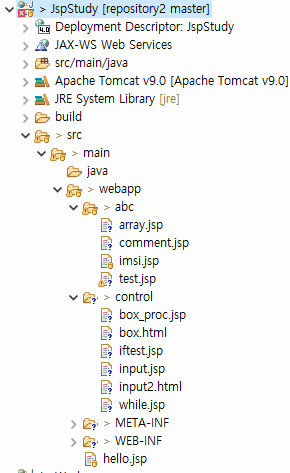 > JspStudy [repository2 master]
Deployment Descriptor: JspStudy
JAX-WS Web Services
> src/main/java
Apache Tomcat v9.0 [Apache Tomcat v9.0]
JRE System Library [jre]
build
> src
> main
java
> webapp
> abc
array.jsp
comment.jsp
imsi.jsp
test.jsp
> control
box_proc.jsp
box.html
iftest.jsp
input.jsp
input2.html
while.jsp
> META-INF
> WEB-INF
hello.jsp